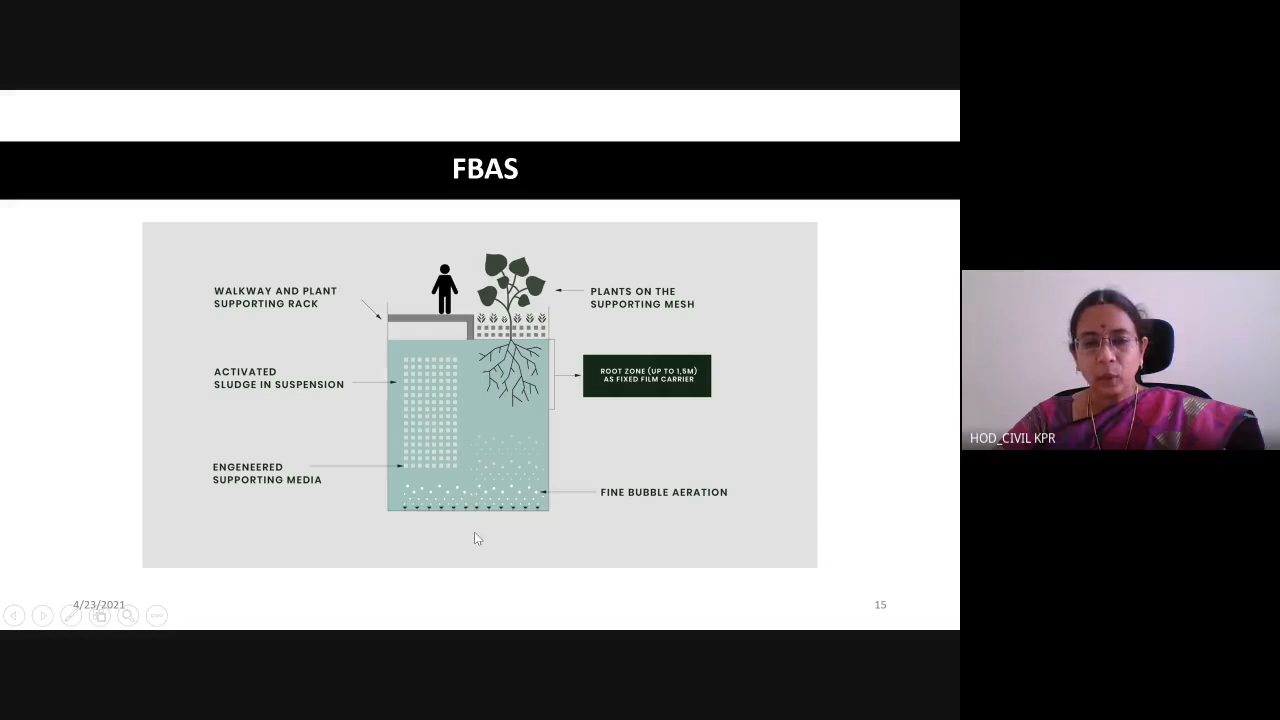 FBAS
WALKWAY AND PLANT
SUPPORTING RACK
PLANTS ON THE
SUPPORTING MESH
ACTIVATED
SLUDGE IN SUSPENSION
ROOT ZONE (UP TO 1,5M)
AS FIXED FILM CARRIER
ENGENEERED
SUPPORTING MEDIA
FINE BUBBLE AERATION
HOD_CIVIL KPR
4/23/2021
15